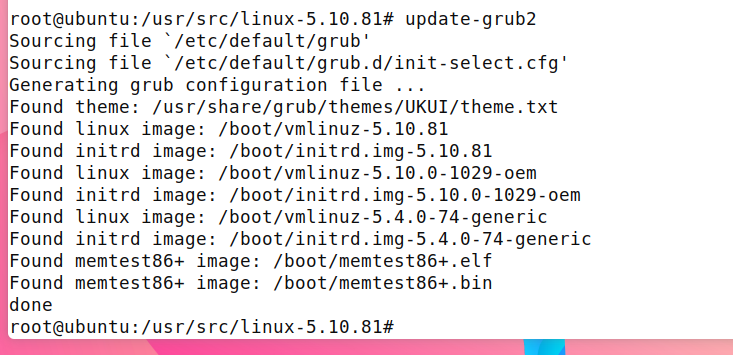 root@ubuntu:/usr/src/linux-5.10.81# update-grub2
Sourcing file `/etc/default/grub'
Sourcing file `/etc/default/grub.d/init-select.cfg'
Generating grub configuration file ...
Found theme: /usr/share/grub/themes/UKUI/theme.txt
Found linux image: /boot/vmlinuz-5.10.81
Found initrd image: /boot/initrd.img-5.10.81
Found linux image: /boot/vmlinuz-5.10.0-1029-oem
Found initrd image: /boot/initrd.img-5.10.0-1029-oem
Found linux image: /boot/vmlinuz-5.4.0-74-generic
Found initrd image: /boot/initrd.img-5.4.0-74-generic
Found memtest86+ image: /boot/memtest86+.elf
Found memtest86+ image: /boot/memtest86+.bin
done
root@ubuntu:/usr/src/linux-5.10.81#